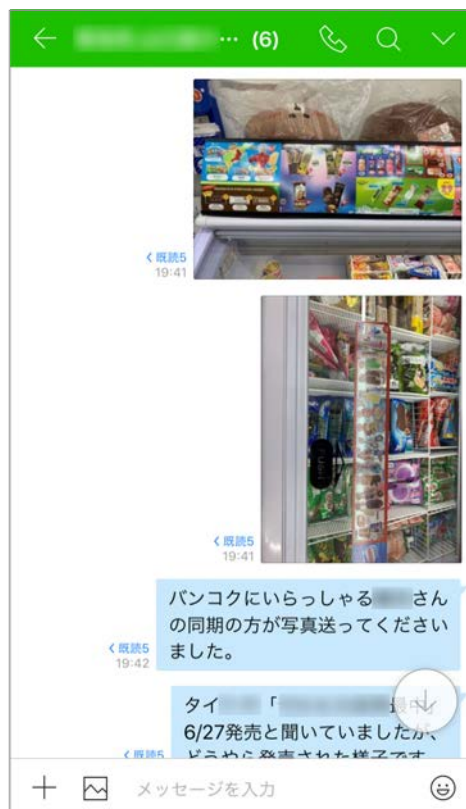 … (6)
既読5
19:41
既読5
19:41
バンコクにいらっしゃる さん
の同期の方が写真送ってください
ました。
既読5
19:42
タイ 「 最中」
6/27発売と聞いていましたが、
どうやら発売された様子です
既読5
メッセージを入力